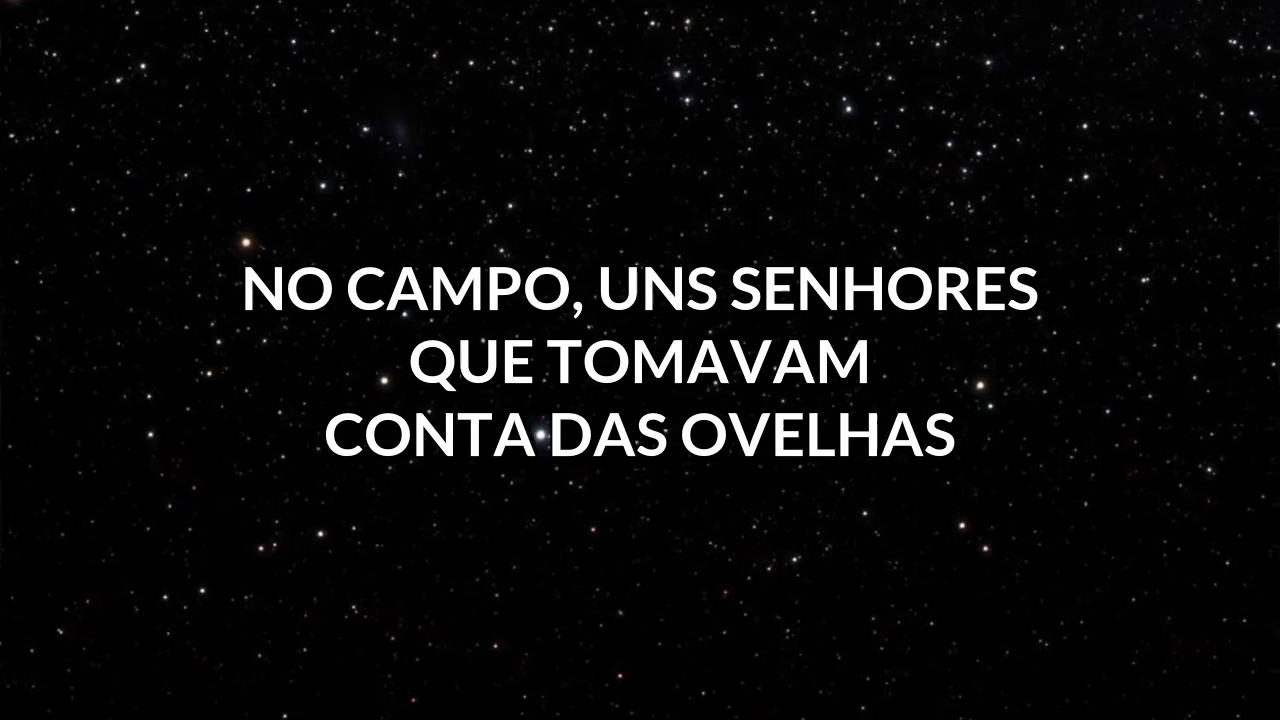 NO CAMPO, UNS SENHORES
QUE TOMAVAM
CONTA DAS OVELHAS